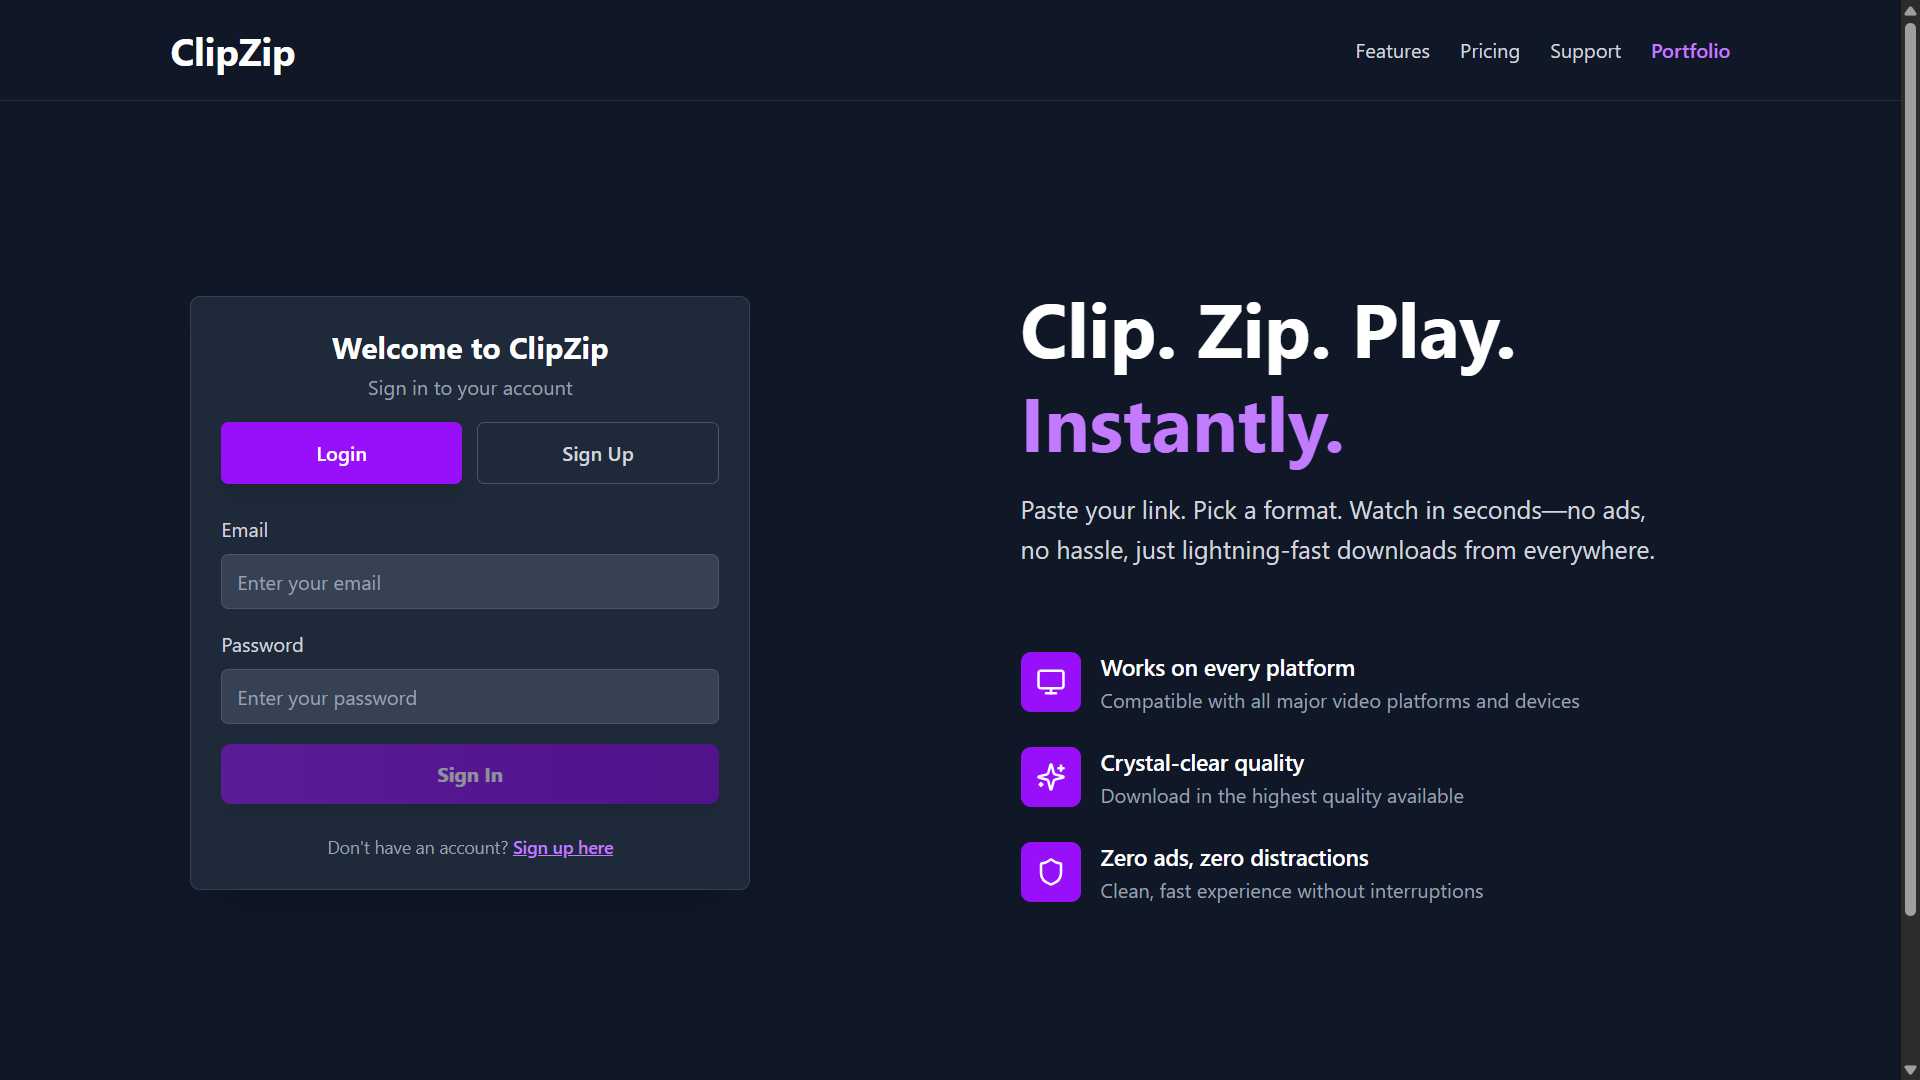 ClipZip
Features
Pricing
Support
Portfolio
Welcome to ClipZip
Sign in to your account
Login
Sign Up
Email
Enter your email
Password
Enter your password
Sign In
Don't have an account? Sign up here
Clip. Zip. Play.
Instantly.
Paste your link. Pick a format. Watch in seconds—no ads,
no hassle, just lightning-fast downloads from everywhere.
Works on every platform
Compatible with all major video platforms and devices
Crystal-clear quality
Download in the highest quality available
Zero ads, zero distractions
Clean, fast experience without interruptions